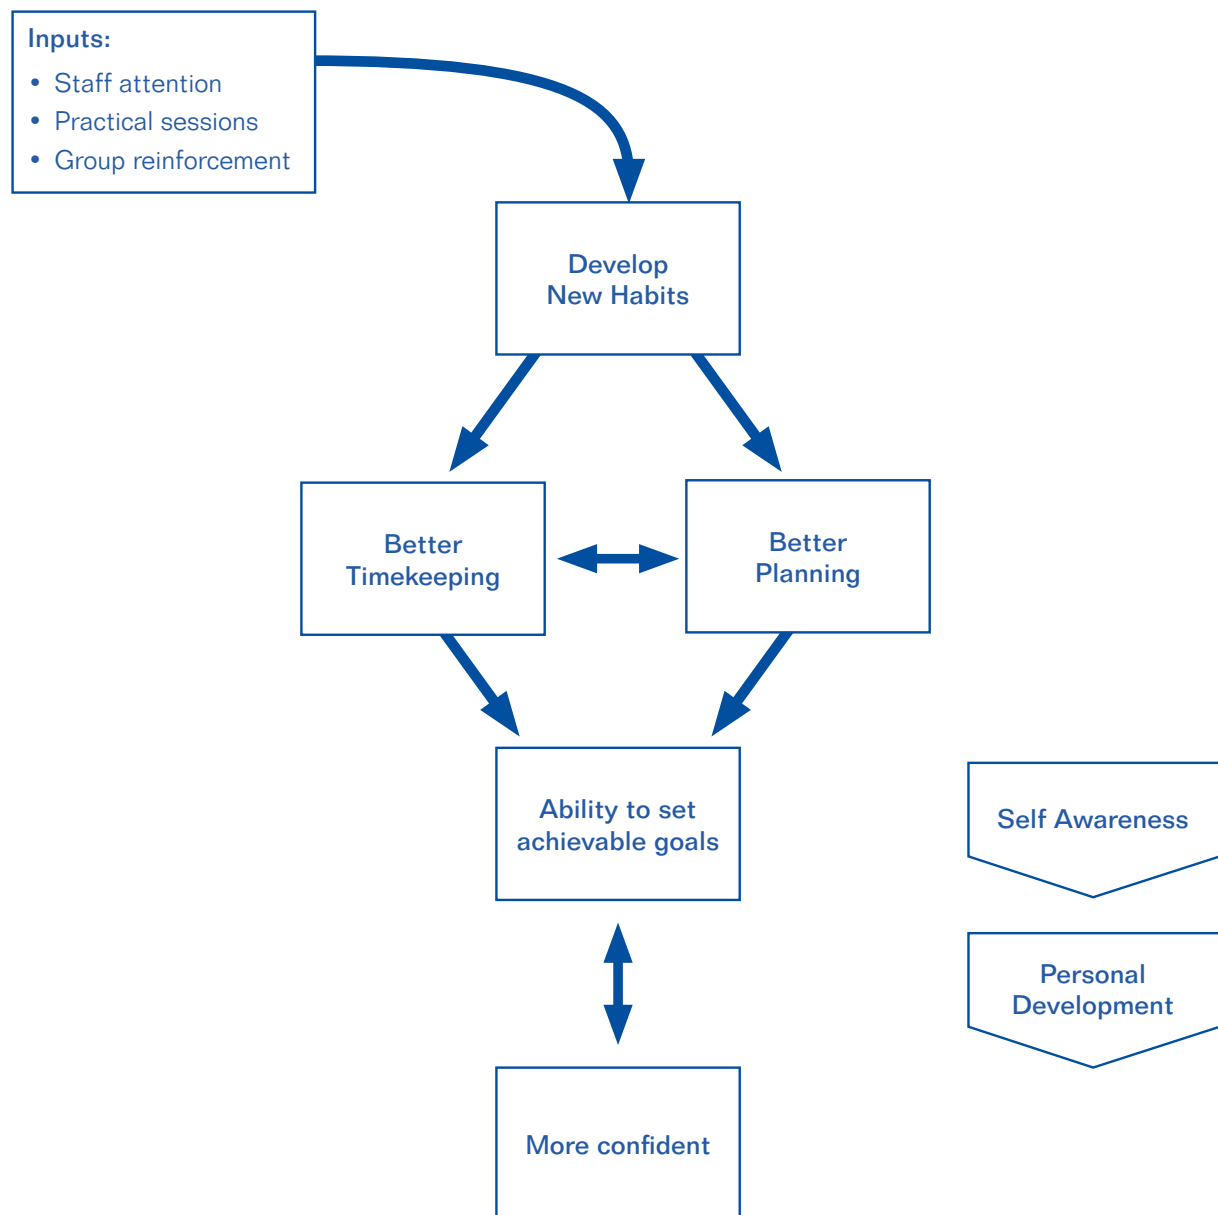 Inputs:
• Staff attention
• Practical sessions
• Group reinforcement
Develop
New Habits
Better
Timekeeping
Better
Planning
Ability to set
achievable goals
Self Awareness
Personal
Development
More confident